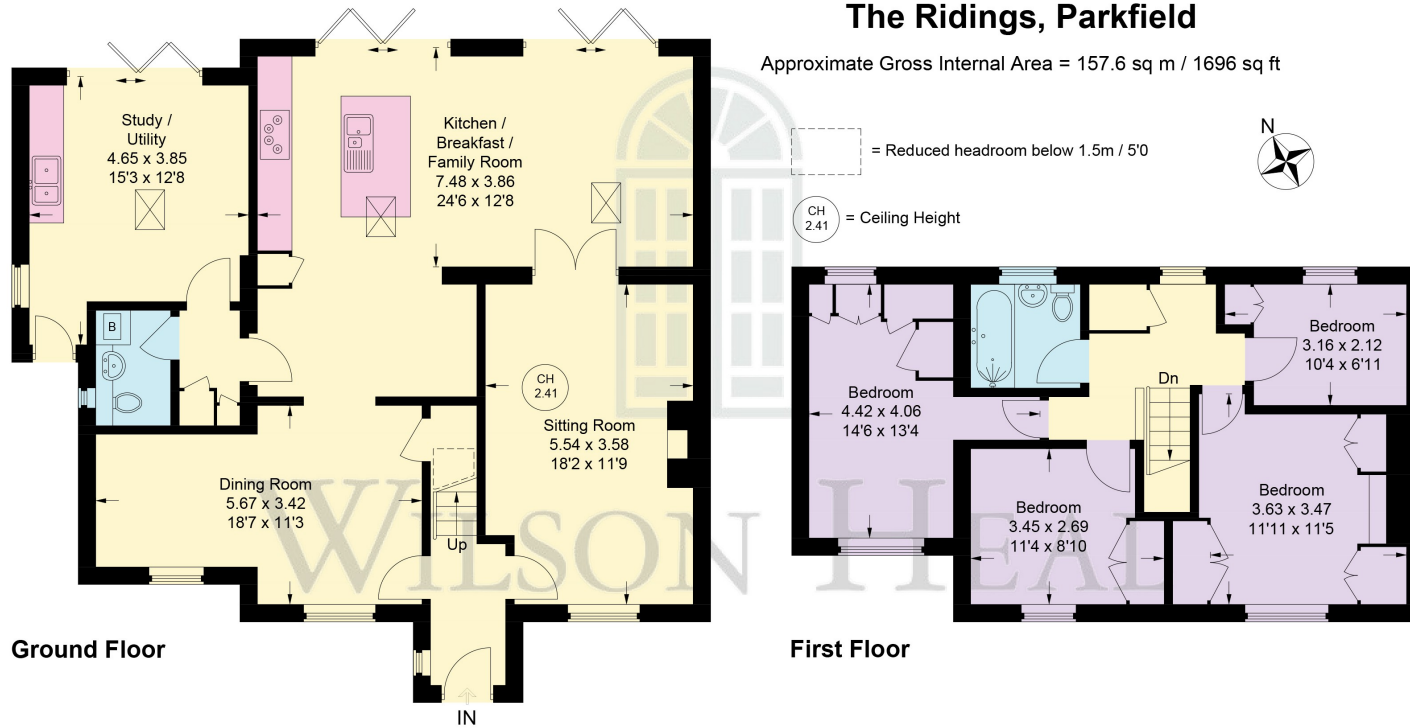 The Ridings, Parkfield
Approximate Gross Internal Area = 157.6 sq m / 1696 sq ft
= Reduced headroom below 1.5m / 5'0
CH
2.41
= Ceiling Height
N
Study /
Utility
4.65 x 3.85
15'3 x 12'8
Kitchen /
Breakfast /
Family Room
7.48 x 3.86
24'6 x 12'8
B
CH
2.41
Sitting Room
5.54 x 3.58
18'2 x 11'9
Dining Room
5.67 x 3.42
18'7 x 11'3
Up
IN
Ground Floor
Bedroom
4.42 x 4.06
14'6 x 13'4
Dn
Bedroom
3.16 x 2.12
10'4 x 6'11
Bedroom
3.45 x 2.69
11'4 x 8'10
Bedroom
3.63 x 3.47
11'11 x 11'5
First Floor
WILSON HEAL